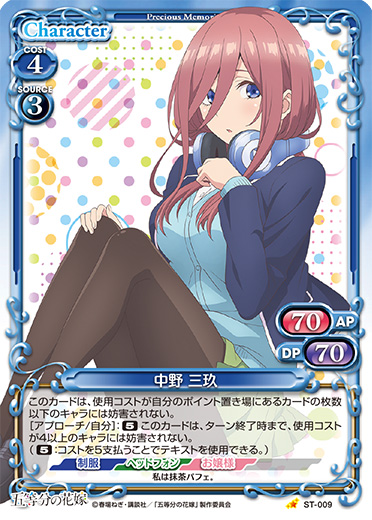 Precious Memor
Character
COST
4
SOURCE
3
70 AP
DP 70
中野 三玖
このカードは、使用コストが自分のポイント置き場にあるカードの枚数
以下のキャラには妨害されない。
[アプローチ/自分]:5このカードは、ターン終了時まで、使用コスト
が4以上のキャラには妨害されない。
(5:コストを5支払うことでテキストを使用できる。)
制服 ヘッドフォン お嬢様
私は抹茶パフェ。
五等分の花嫁
©春場ねぎ・講談社/「五等分の花嫁」製作委員会
ST-009